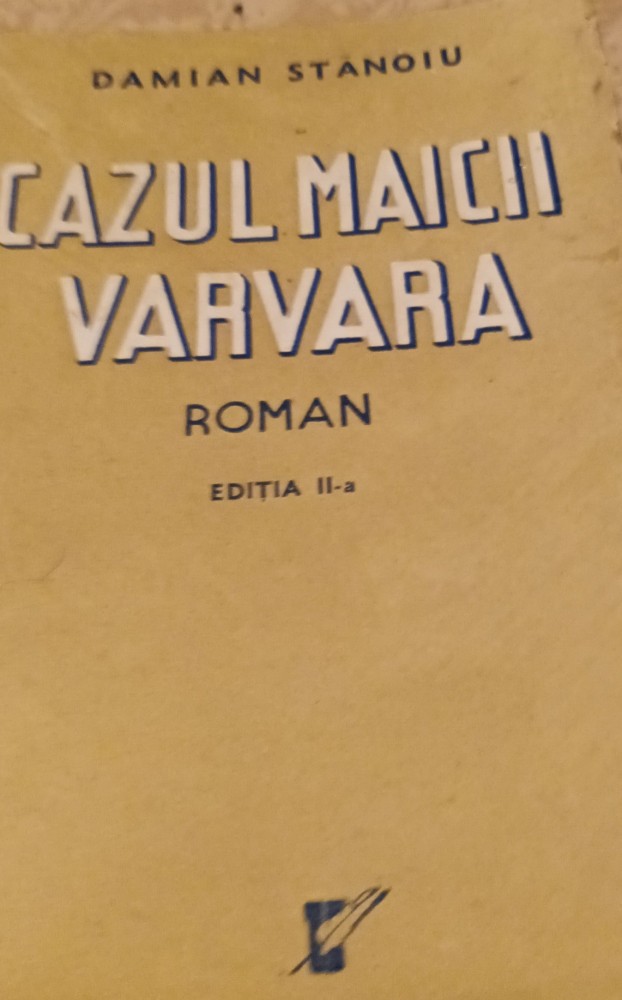 DAMIAN STANOIU
CAZUL MAICII
VARVARA
ROMAN
EDIȚIA II-a